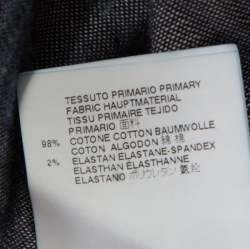 TESSUTO PRIMARIO PRIMARY
FABRIC HAUPTMATERIAL
TISSU PRIMAIRE TEJIDO
PRIMARIO 面料
98% COTONE COTTON BAUMWOLLE
COTON ALGODON 綿 棉
2% ELASTAN ELASTANE-SPANDEX
ELASTHAN ELASTHANNE
ELASTANO ポリウレタン 氨纶